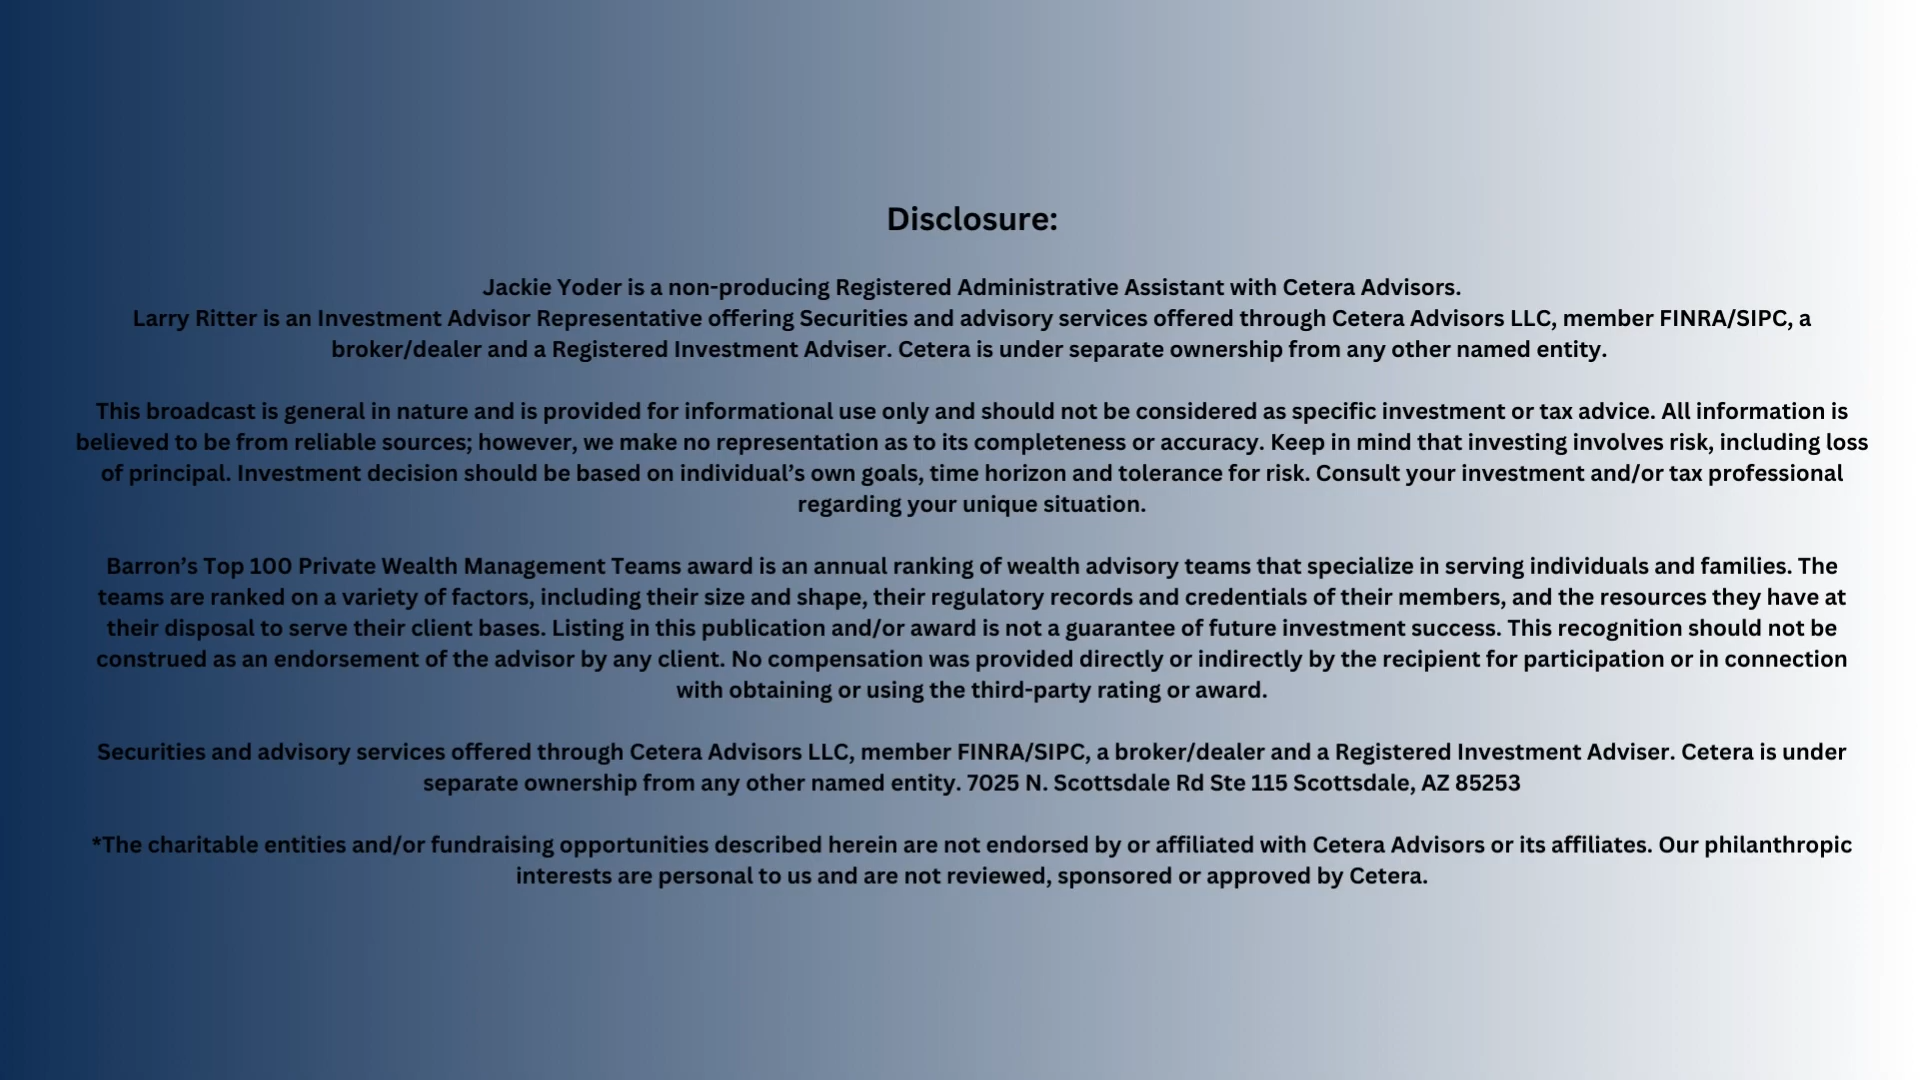 Disclosure:
Jackie Yoder is a non-producing Registered Administrative Assistant with Cetera Advisors.
Larry Ritter is an Investment Advisor Representative offering Securities and advisory services offered through Cetera Advisors LLC, member FINRA/SIPC, a
broker/dealer and a Registered Investment Adviser. Cetera is under separate ownership from any other named entity.
This broadcast is general in nature and is provided for informational use only and should not be considered as specific investment or tax advice. All information is
believed to be from reliable sources; however, we make no representation as to its completeness or accuracy. Keep in mind that investing involves risk, including loss
of principal. Investment decision should be based on individual’s own goals, time horizon and tolerance for risk. Consult your investment and/or tax professional
regarding your unique situation.
Barron’s Top 100 Private Wealth Management Teams award is an annual ranking of wealth advisory teams that specialize in serving individuals and families. The
teams are ranked on a variety of factors, including their size and shape, their regulatory records and credentials of their members, and the resources they have at
their disposal to serve their client bases. Listing in this publication and/or award is not a guarantee of future investment success. This recognition should not be
construed as an endorsement of the advisor by any client. No compensation was provided directly or indirectly by the recipient for participation or in connection
with obtaining or using the third-party rating or award.
Securities and advisory services offered through Cetera Advisors LLC, member FINRA/SIPC, a broker/dealer and a Registered Investment Adviser. Cetera is under
separate ownership from any other named entity. 7025 N. Scottsdale Rd Ste 115 Scottsdale, AZ 85253
*The charitable entities and/or fundraising opportunities described herein are not endorsed by or affiliated with Cetera Advisors or its affiliates. Our philanthropic
interests are personal to us and are not reviewed, sponsored or approved by Cetera.